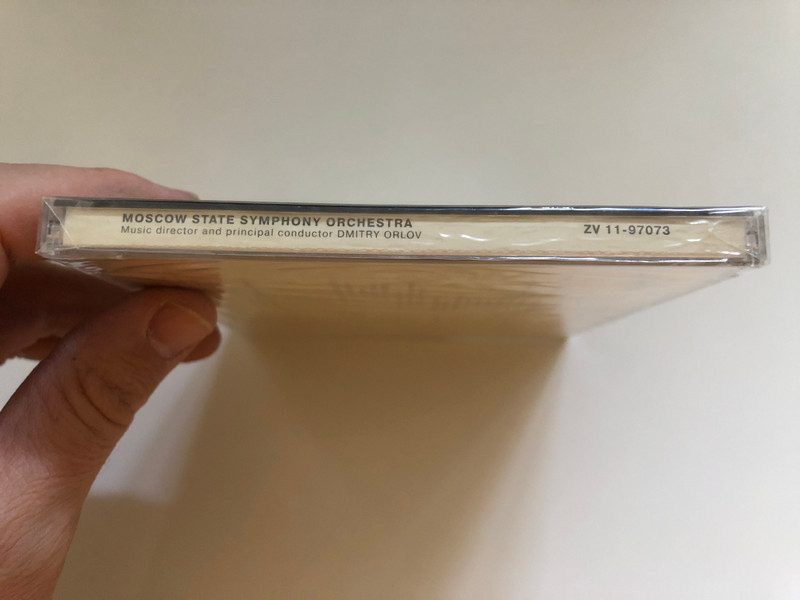 MOSCOW STATE SYMPHONY ORCHESTRA
Music director and principal conductor DMITRY ORLOV
ZV 11-97073